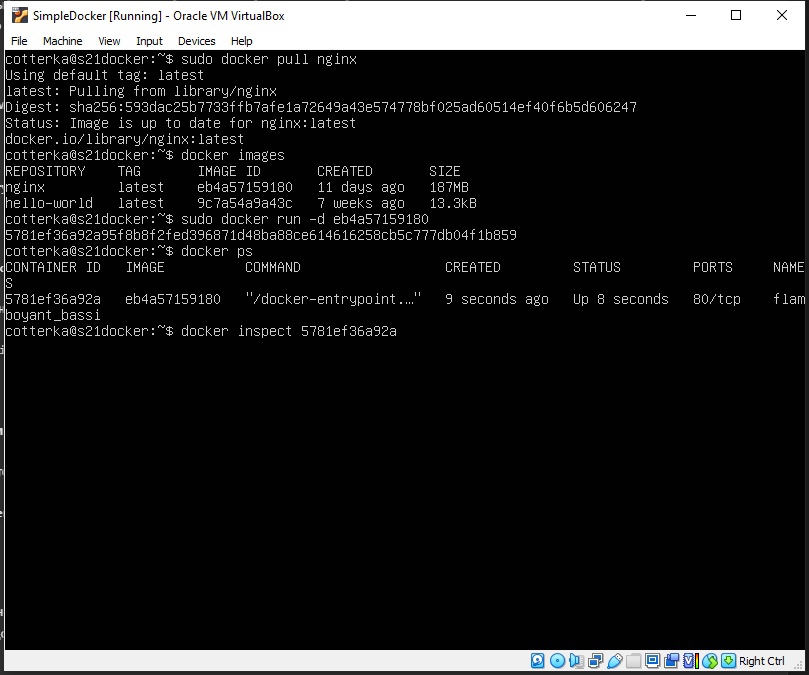 SimpleDocker [Running] - Oracle VM VirtualBox
File Machine View Input Devices Help
cotterka@s21docker:~$ sudo docker pull nginx
Using default tag: latest
latest: Pulling from library/nginx
Digest: sha256:593dac25b7733ffb7afe1a72649a43e574778bf025ad60514ef40f6b5d606247
Status: Image is up to date for nginx:latest
docker.io/library/nginx:latest
cotterka@s21docker:~$ docker images
REPOSITORY    TAG       IMAGE ID       CREATED       SIZE
nginx         latest    eb4a57159180   11 days ago   187MB
hello-world   latest    9c7a54a9a43c   7 weeks ago   13.3kB
cotterka@s21docker:~$ sudo docker run -d eb4a57159180
5781ef36a92a95f8b8f2fed396871d48ba88ce614616258cb5c777db04f1b859
cotterka@s21docker:~$ docker ps
CONTAINER ID   IMAGE          COMMAND                  CREATED         STATUS         PORTS     NAME
S
5781ef36a92a   eb4a57159180   "/docker-entrypoint.…"   9 seconds ago   Up 8 seconds   80/tcp    flam
boyant_bassi
cotterka@s21docker:~$ docker inspect 5781ef36a92a
Right Ctrl